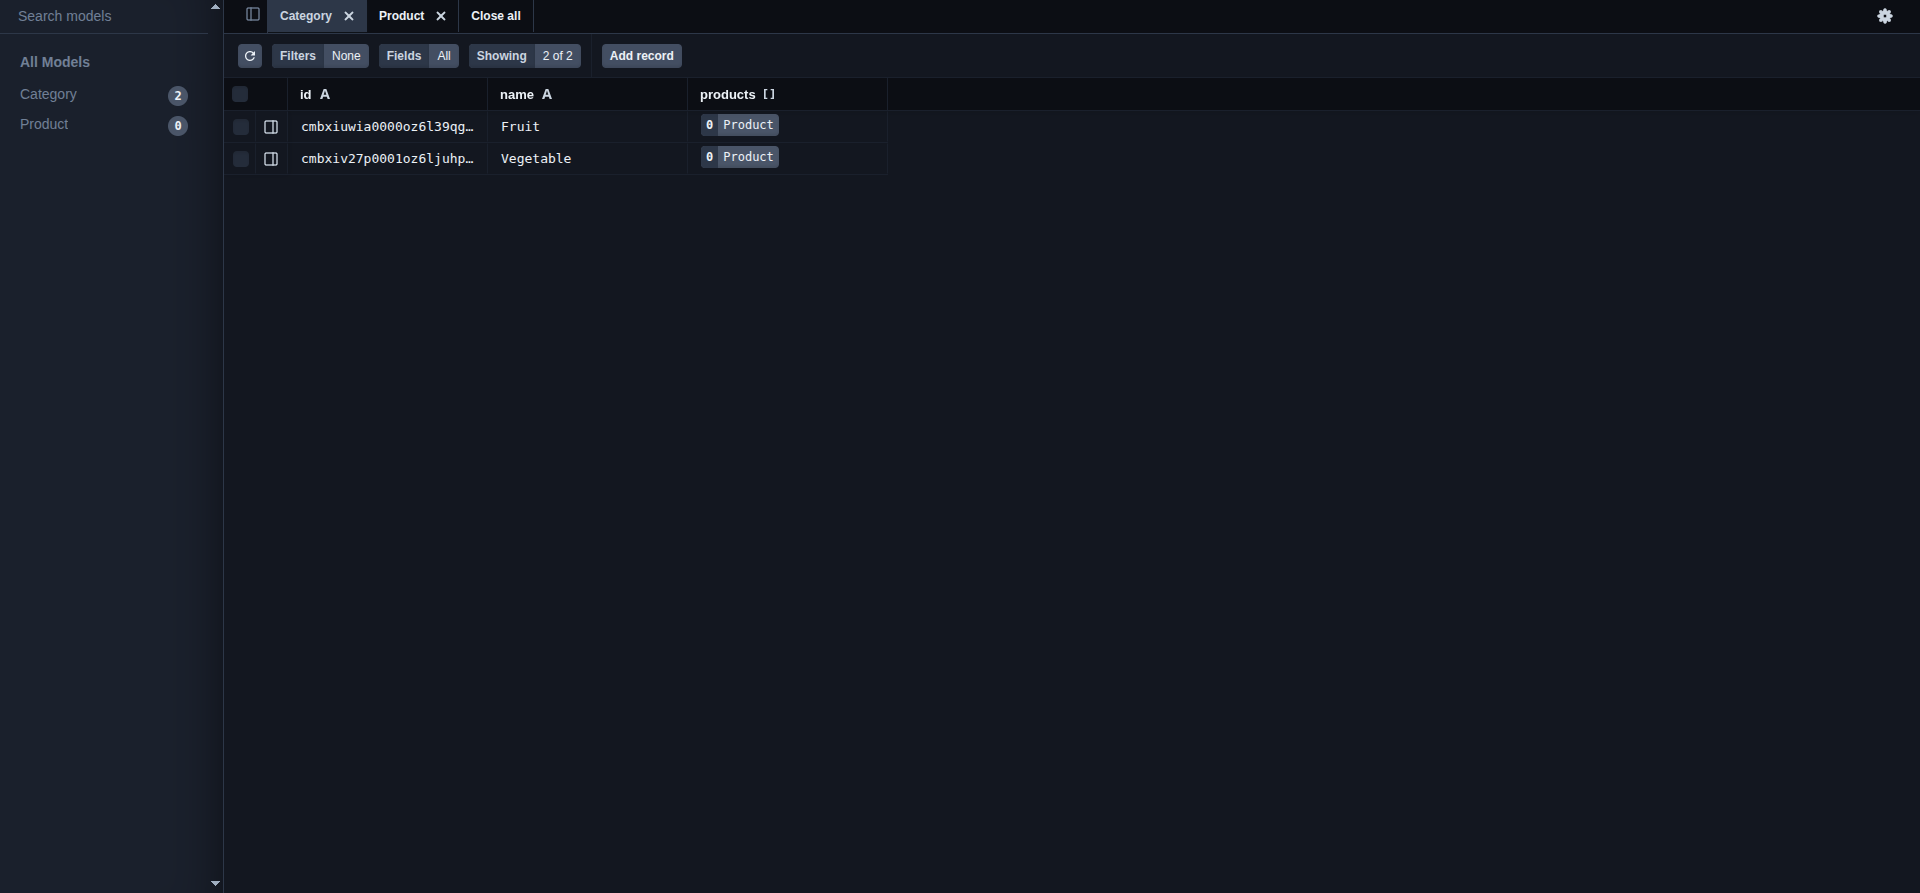 Search models
All Models
Category 2
Product 0
Category Product Close all
Filters None Fields All Showing 2 of 2 Add record
id A name A products []
cmbxiuwia0000oz6l39qg… Fruit 0 Product
cmbxiv27p0001oz6ljuhp… Vegetable 0 Product